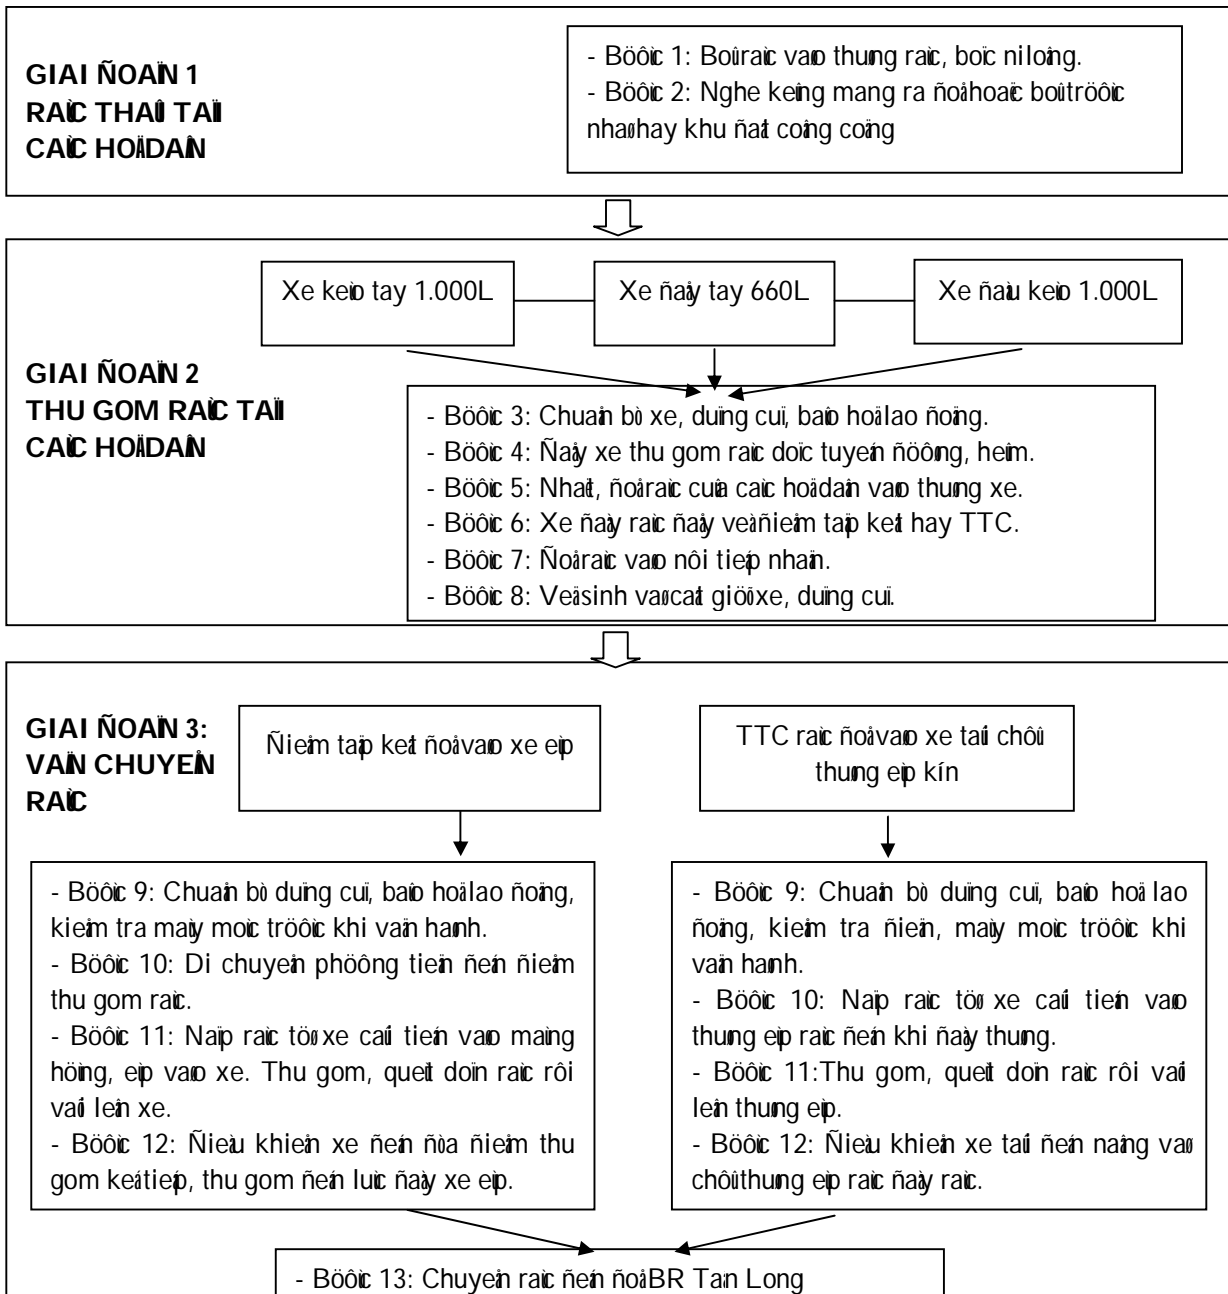 GIAI ÑOAÏN 1
RAÙC THAÛI TAÏI
CAÙC HOÄ DAÂN
- Böôùc 1: Boû raùc vaøo thuøng raùc, boïc niloâng.
- Böôùc 2: Nghe keûng mang ra ñoå hoaëc boû tröôùc
nhaø hay khu ñaát coâng coäng
Xe keùo tay 1.000L
Xe ñaåy tay 660L
Xe ñaàu keùo 1.000L
GIAI ÑOAÏN 2
THU GOM RAÙC TAÏI
CAÙC HOÄ DAÂN
- Böôùc 3: Chuaån bò xe, duïng cuï, baûo hoä lao ñoäng.
- Böôùc 4: Ñaåy xe thu gom raùc doïc tuyeán ñöôøng, heûm.
- Böôùc 5: Nhaët, ñoå raùc cuûa caùc hoä daân vaøo thuøng xe.
- Böôùc 6: Xe ñaày raùc ñaåy veà ñieåm taäp keát hay TTC.
- Böôùc 7: Ñoå raùc vaøo nôi tieáp nhaän.
- Böôùc 8: Veä sinh vaø caát giöõ xe, duïng cuï.
GIAI ÑOAÏN 3:
VAÄN CHUYEÅN
RAÙC
Ñieåm taäp keát ñoå vaøo xe eùp
TTC raùc ñoå vaøo xe taûi chôû
thuøng eùp kín
- Böôùc 9: Chuaån bò duïng cuï, baûo hoä lao ñoäng,
kieåm tra maùy moùc tröôùc khi vaän haønh.
- Böôùc 10: Di chuyeån phöông tieän ñeán ñieåm
thu gom raùc.
- Böôùc 11: Naïp raùc töø xe caûi tieán vaøo maùng
höùng, eùp vaøo xe. Thu gom, queùt doïn raùc rôi
vaõi leân xe.
- Böôùc 12: Ñieàu khieån xe ñeán ñòa ñieåm thu
gom keá tieáp, thu gom ñeán luùc ñaày xe eùp.
- Böôùc 9: Chuaån bò duïng cuï, baûo hoä lao
ñoäng, kieåm tra ñieän, maùy moùc tröôùc khi
vaän haønh.
- Böôùc 10: Naïp raùc töø xe caûi tieán vaøo
thuøng eùp raùc ñeán khi ñaày thuøng.
- Böôùc 11:Thu gom, queùt doïn raùc rôi vaõi
leân thuøng eùp.
- Böôùc 12: Ñieàu khieån xe taûi ñeán naâng vaø
chôû thuøng eùp raùc ñaày raùc.
- Böôùc 13: Chuyeån raùc ñeán ñoå BR Taân Long